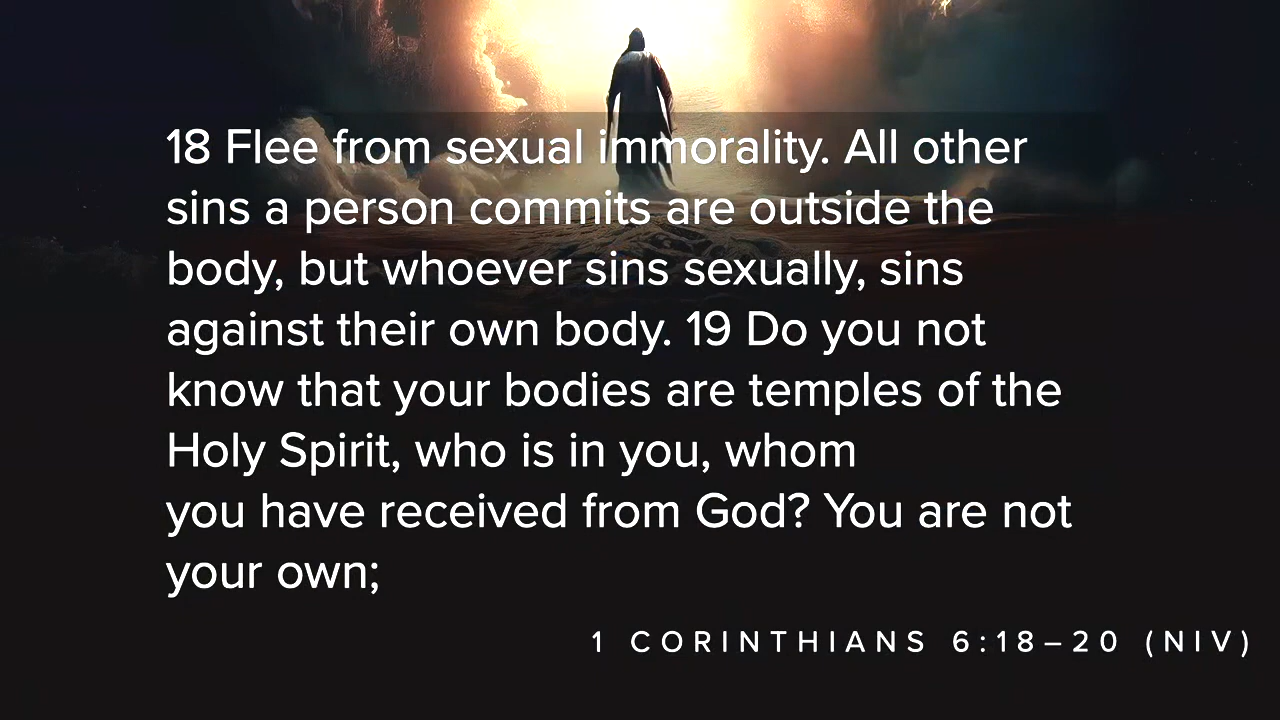 18 Flee from sexual immorality. All other
sins a person commits are outside the
body, but whoever sins sexually, sins
against their own body. 19 Do you not
know that your bodies are temples of the
Holy Spirit, who is in you, whom
you have received from God? You are not
your own;
1 CORINTHIANS 6:18–20 (NIV)